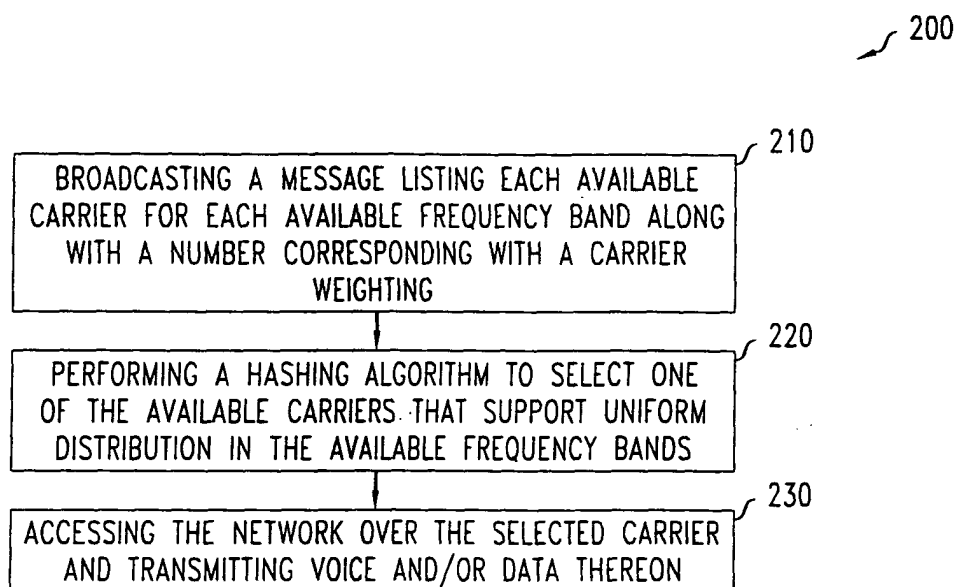 200
210
BROADCASTING A MESSAGE LISTING EACH AVAILABLE
CARRIER FOR EACH AVAILABLE FREQUENCY BAND ALONG
WITH A NUMBER CORRESPONDING WITH A CARRIER
WEIGHTING
220
PERFORMING A HASHING ALGORITHM TO SELECT ONE
OF THE AVAILABLE CARRIERS THAT SUPPORT UNIFORM
DISTRIBUTION IN THE AVAILABLE FREQUENCY BANDS
230
ACCESSING THE NETWORK OVER THE SELECTED CARRIER
AND TRANSMITTING VOICE AND/OR DATA THEREON